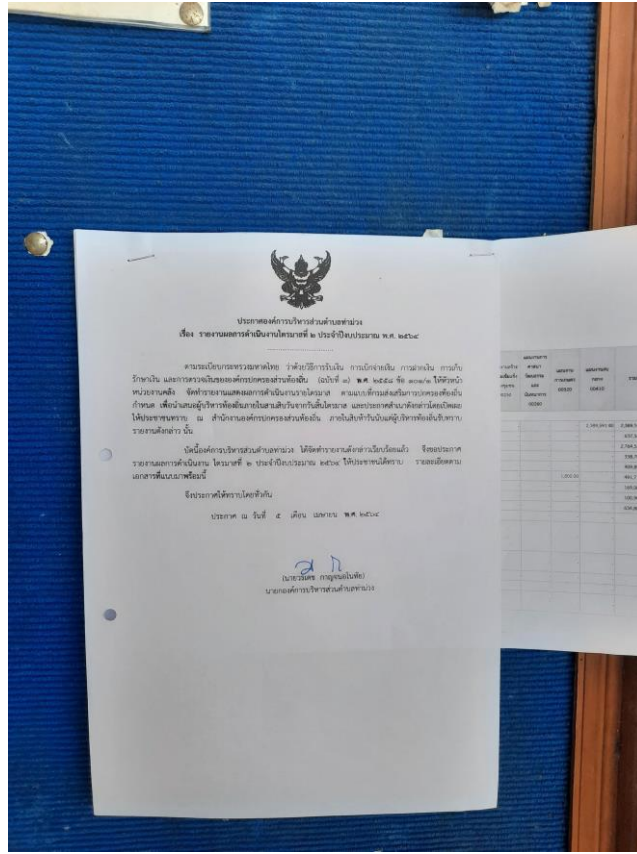 ประกาศองค์การบริหารส่วนตำบลท่าม่วง
เรื่อง รายงานผลการดำเนินงานไตรมาสที่ ๒ ประจำปีงบประมาณ พ.ศ. ๒๕๖๔
ตามระเบียบกระทรวงมหาดไทย ว่าด้วยวิธีการรับเงิน การเบิกจ่ายเงิน การฝากเงิน การเก็บ
รักษาเงิน และการตรวจเงินขององค์กรปกครองส่วนท้องถิ่น (ฉบับที่ ๓) พ.ศ. ๒๕๕๘ ข้อ ๑๐๑/๑ ให้หัวหน้า
หน่วยงานคลัง จัดทำรายงานแสดงผลการดำเนินงานรายไตรมาส ตามแบบที่กรมส่งเสริมการปกครองท้องถิ่น
กำหนด เพื่อนำเสนอผู้บริหารท้องถิ่นภายในสามสิบวันจากวันสิ้นไตรมาส และประกาศสำเนาดังกล่าวโดยเปิดเผย
ให้ประชาชนทราบ ณ สำนักงานองค์กรปกครองส่วนท้องถิ่น ภายในสิบห้าวันนับแต่ผู้บริหารท้องถิ่นรับทราบ
รายงานดังกล่าว นั้น
บัดนี้องค์การบริหารส่วนตำบลท่าม่วง ได้จัดทำรายงานดังกล่าวเรียบร้อยแล้ว จึงขอประกาศ
รายงานผลการดำเนินงาน ไตรมาสที่ ๒ ประจำปีงบประมาณ ๒๕๖๔ ให้ประชาชนได้ทราบ รายละเอียดตาม
เอกสารที่แนบมาพร้อมนี้
จึงประกาศให้ทราบโดยทั่วกัน
ประกาศ ณ วันที่ ๕ เดือน เมษายน พ.ศ. ๒๕๖๔
กาญจนอโนทัย)
นายกองค์การบริหารส่วนตำบลท่าม่วง